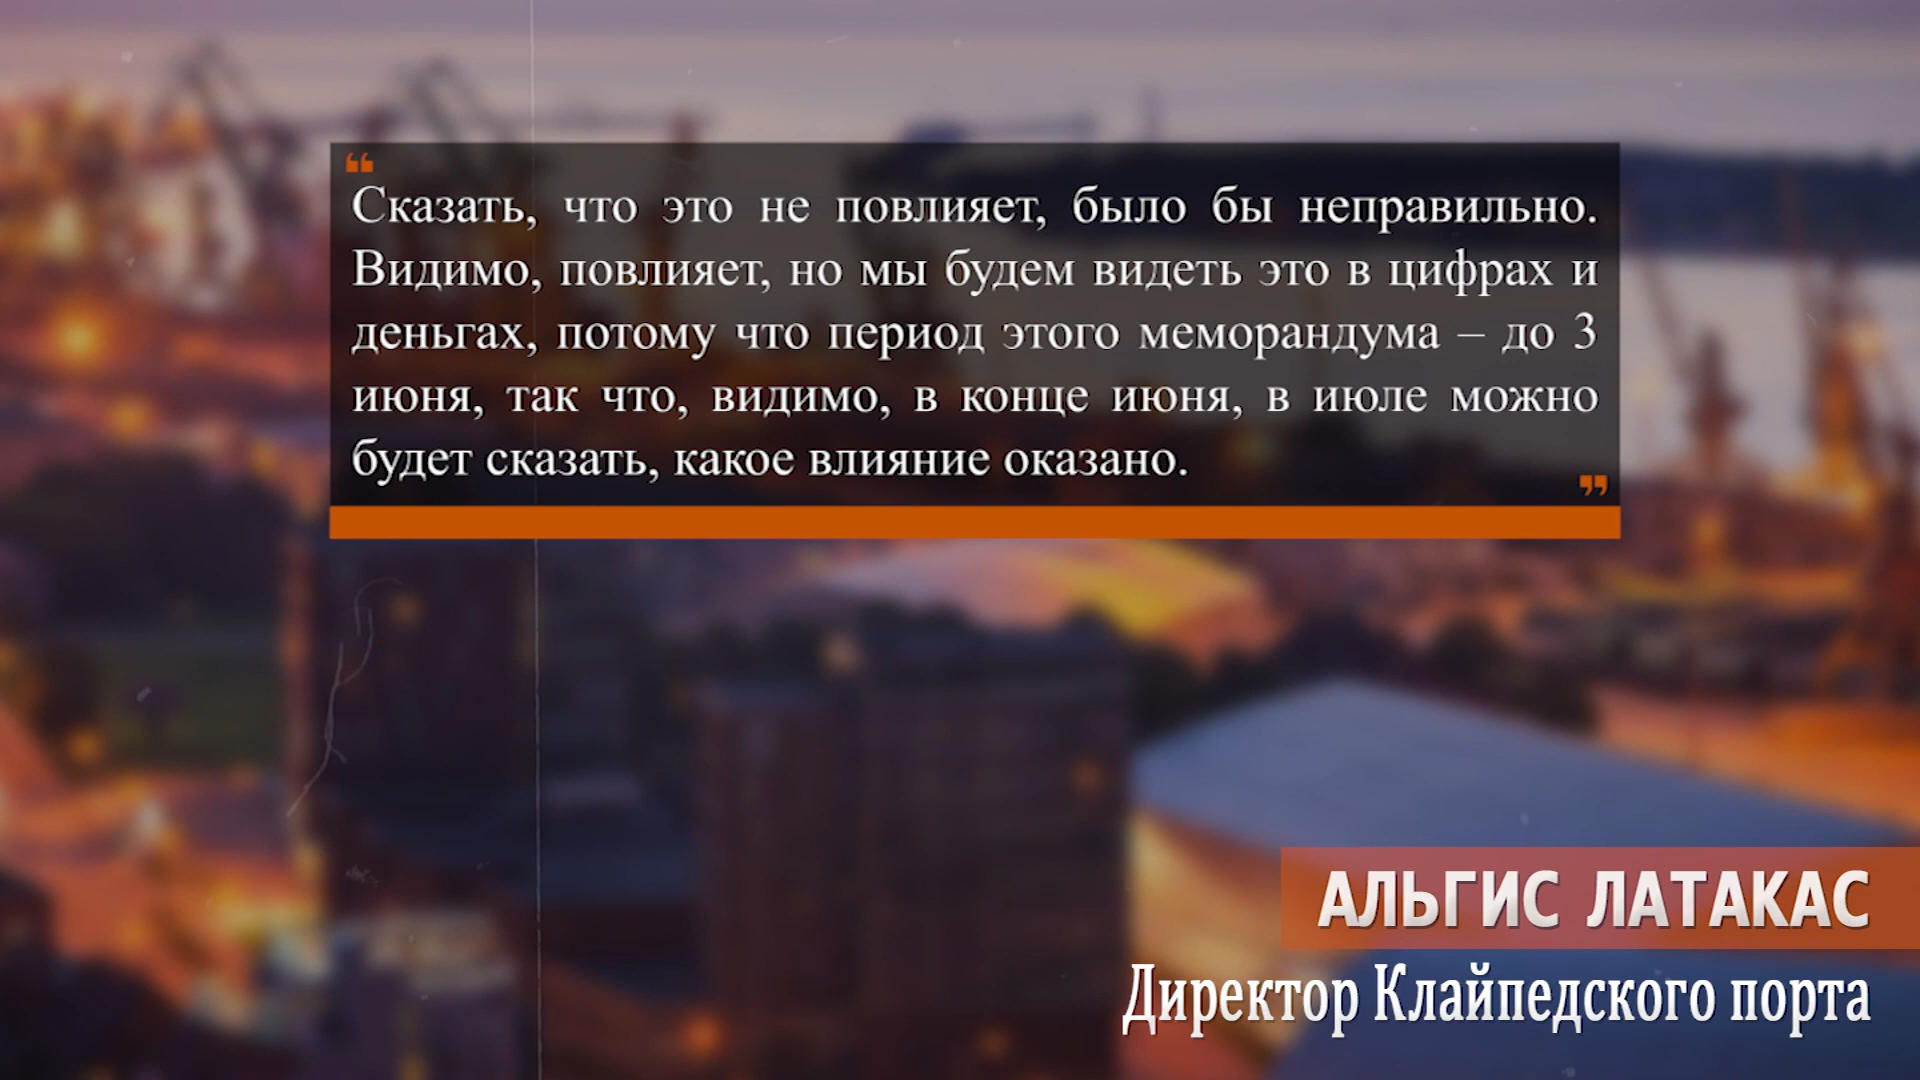 “
Сказать, что это не повлияет, было бы неправильно.
Видимо, повлияет, но мы будем видеть это в цифрах и
деньгах, потому что период этого меморандума – до 3
июня, так что, видимо, в конце июня, в июле можно
будет сказать, какое влияние оказано.
”
АЛЬГИС ЛАТАКАС
Директор Клайпедского порта